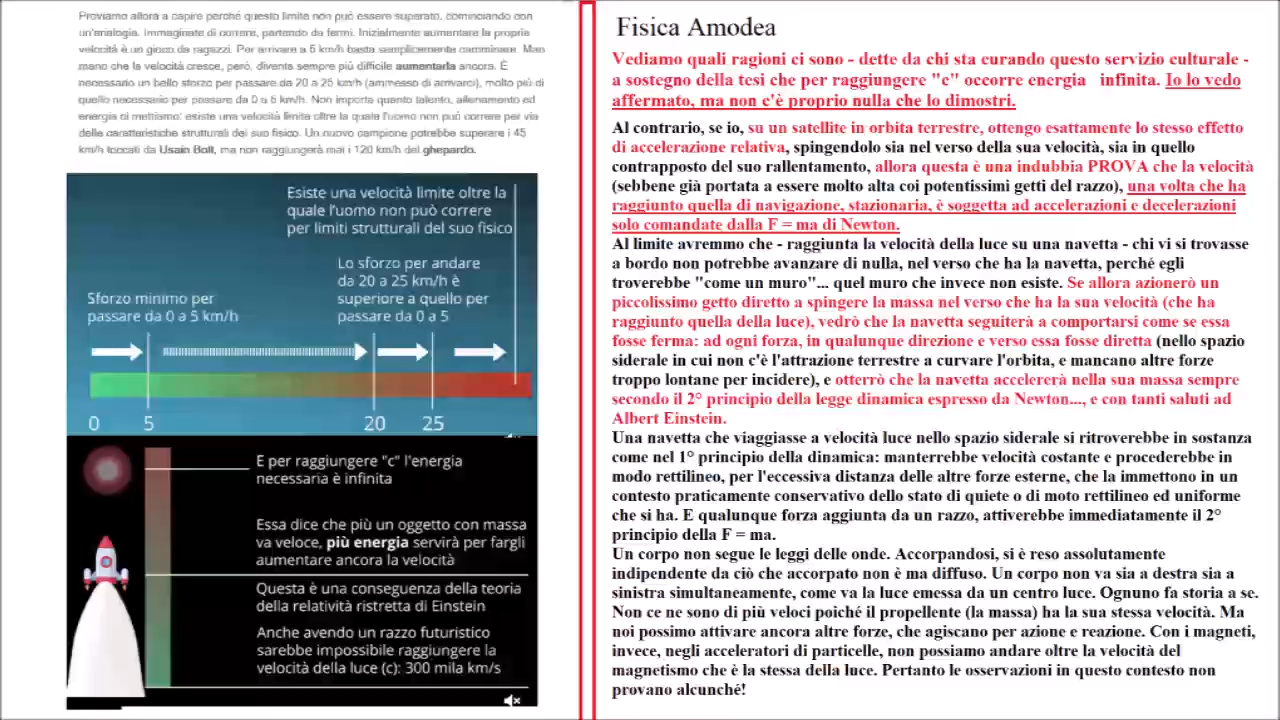 Proviamo allora a capire perché questo limite non può essere superato, cominciando con
un'analogia. Immaginate di correre, partendo da fermi. Inizialmente aumentare la propria
velocità è un gioco da ragazzi. Per arrivare a 5 km/h basta semplicemente camminare. Man
mano che la velocità cresce, però, diventa sempre più difficile aumentarla ancora. È
necessario un bello sforzo per passare da 20 a 25 km/h (ammesso di arrivarci), molto più di
quello necessario per passare da 0 a 5 km/h. Non importa quanto talento, allenamento ed
energia ci mettiamo: esiste una velocità limite oltre la quale l'uomo non può correre per via
delle caratteristiche strutturali del suo fisico. Un nuovo campione potrebbe superare i 45
km/h toccati da Usain Bolt, ma non raggiungerà mai i 120 km/h del ghepardo.
Esiste una velocità limite oltre la
quale l'uomo non può correre
per limiti strutturali del suo fisico
Lo sforzo per andare
da 20 a 25 km/h è
superiore a quello per
passare da 0 a 5
Sforzo minimo per
passare da 0 a 5 km/h
0 5 20 25
E per raggiungere "c" l'energia
necessaria è infinita
Essa dice che più un oggetto con massa
va veloce, più energia servirà per fargli
aumentare ancora la velocità
Questa è una conseguenza della teoria
della relatività ristretta di Einstein
Anche avendo un razzo futuristico
sarebbe impossibile raggiungere la
velocità della luce (c): 300 mila km/s
Fisica Amodea
Vediamo quali ragioni ci sono - dette da chi sta curando questo servizio culturale -
a sostegno della tesi che per raggiungere "c" occorre energia infinita. Io lo vedo
affermato, ma non c'è proprio nulla che lo dimostri.
Al contrario, se io, su un satellite in orbita terrestre, ottengo esattamente lo stesso effetto
di accelerazione relativa, spingendolo sia nel verso della sua velocità, sia in quello
contrapposto del suo rallentamento, allora questa è una indubbia PROVA che la velocità
(sebbene già portata a essere molto alta coi potentissimi getti del razzo), una volta che ha
raggiunto quella di navigazione, stazionaria, è soggetta ad accelerazioni e decelerazioni
solo comandate dalla F = ma di Newton.
Al limite avremmo che - raggiunta la velocità della luce su una navetta - chi vi si trovasse
a bordo non potrebbe avanzare di nulla, nel verso che ha la navetta, perché egli
troverebbe "come un muro"... quel muro che invece non esiste. Se allora azionerò un
piccolissimo getto diretto a spingere la massa nel verso che ha la sua velocità (che ha
raggiunto quella della luce), vedrò che la navetta seguiterà a comportarsi come se essa
fosse ferma: ad ogni forza, in qualunque direzione e verso essa fosse diretta (nello spazio
siderale in cui non c'è l'attrazione terrestre a curvare l'orbita, e mancano altre forze
troppo lontane per incidere), e otterrò che la navetta accelererà nella sua massa sempre
secondo il 2° principio della legge dinamica espresso da Newton..., e con tanti saluti ad
Albert Einstein.
Una navetta che viaggiasse a velocità luce nello spazio siderale si ritroverebbe in sostanza
come nel 1° principio della dinamica: manterrebbe velocità costante e procederebbe in
modo rettilineo, per l'eccessiva distanza delle altre forze esterne, che la immettono in un
contesto praticamente conservativo dello stato di quiete o di moto rettilineo ed uniforme
che si ha. E qualunque forza aggiunta da un razzo, attiverebbe immediatamente il 2°
principio della F = ma.
Un corpo non segue le leggi delle onde. Accorpandosi, si è reso assolutamente
indipendente da ciò che accorpato non è ma diffuso. Un corpo non va sia a destra sia a
sinistra simultaneamente, come va la luce emessa da un centro luce. Ognuno fa storia a se.
Non ce ne sono di più veloci poiché il propellente (la massa) ha la sua stessa velocità. Ma
noi possimo attivare ancora altre forze, che agiscano per azione e reazione. Con i magneti,
invece, negli acceleratori di particelle, non possiamo andare oltre la velocità del
magnetismo che è la stessa della luce. Pertanto le osservazioni in questo contesto non
provano alcunché!